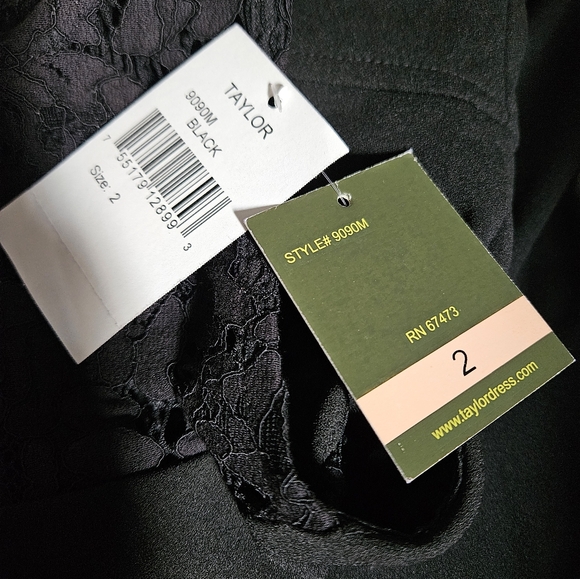 TAYLOR
9090M
BLACK
7 55179 12899 3
Size: 2
STYLE# 9090M
RN 67473
2
www.taylordress.com